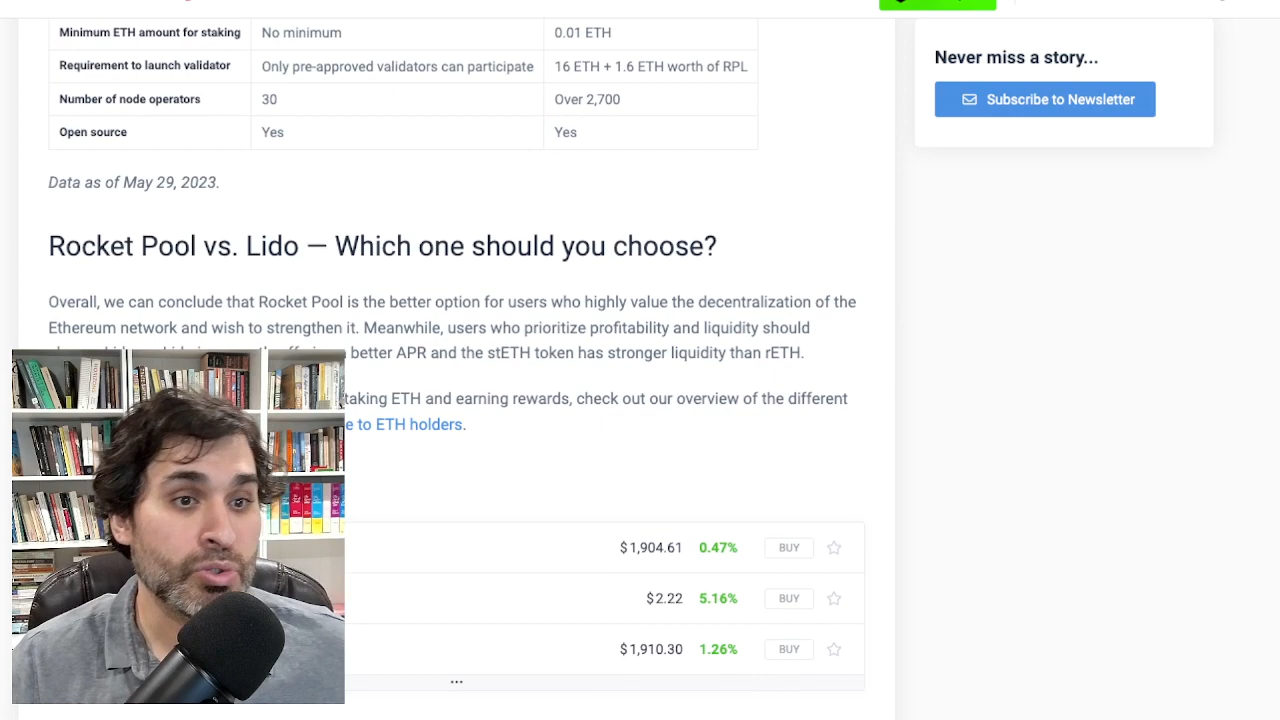 Minimum ETH amount for staking No minimum 0.01 ETH
Requirement to launch validator Only pre-approved validators can participate 16 ETH + 1.6 ETH worth of RPL
Number of node operators 30 Over 2,700
Open source Yes Yes
Never miss a story...
Subscribe to Newsletter
Data as of May 29, 2023.
Rocket Pool vs. Lido — Which one should you choose?
Overall, we can conclude that Rocket Pool is the better option for users who highly value the decentralization of the
Ethereum network and wish to strengthen it. Meanwhile, users who prioritize profitability and liquidity should
better APR and the stETH token has stronger liquidity than rETH.
taking ETH and earning rewards, check out our overview of the different
e to ETH holders.
$ 1,904.61 0.47% BUY
$ 2.22 5.16% BUY
$ 1,910.30 1.26% BUY
...